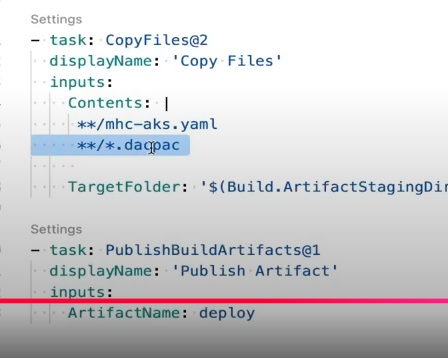 Settings
- task: CopyFiles@2
displayName: 'Copy Files'
inputs:
Contents: |
**/mhc-aks.yaml
**/*.dacpac
TargetFolder: '$(Build.ArtifactStagingDir
Settings
- task: PublishBuildArtifacts@1
displayName: 'Publish Artifact'
inputs:
ArtifactName: deploy